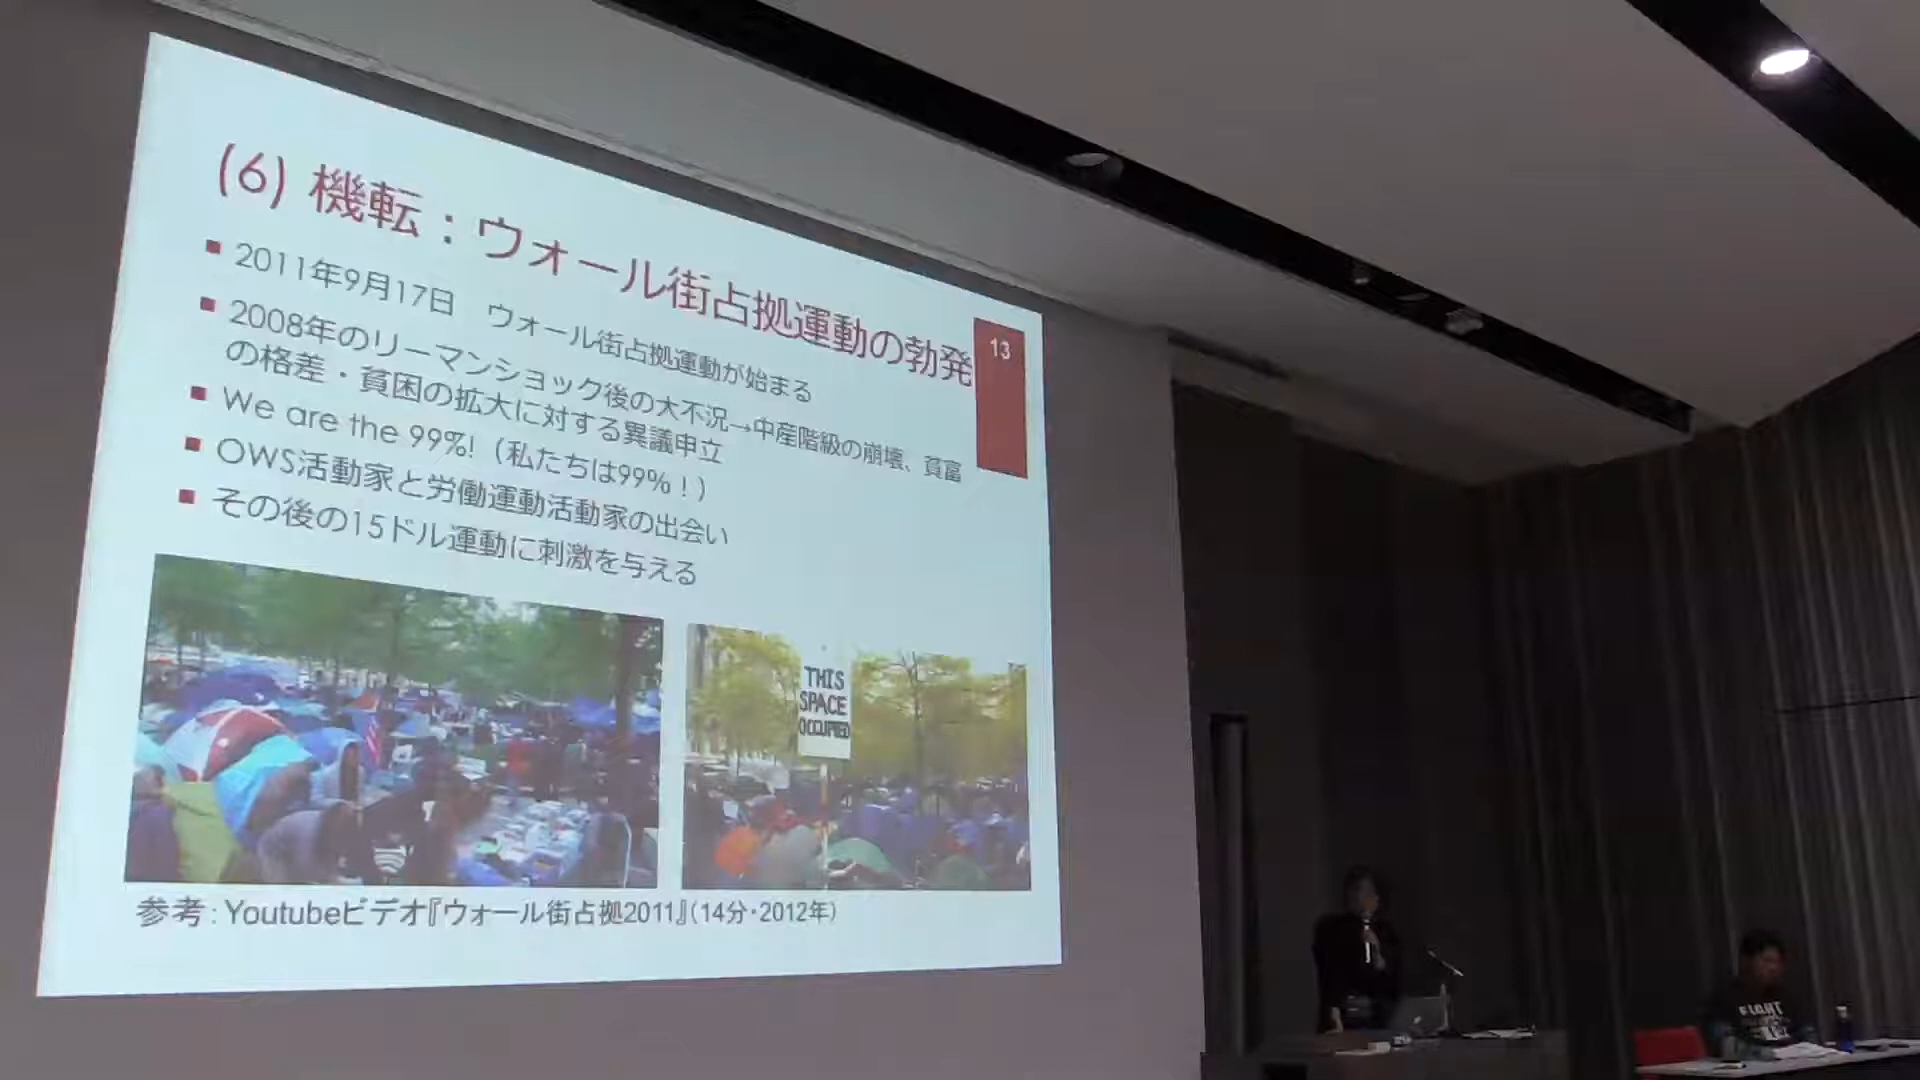 (6) 機転：ウォール街占拠運動の勃発
13
2011年9月17日　ウォール街占拠運動が始まる
2008年のリーマンショック後の大不況→中産階級の崩壊、貧富
の格差・貧困の拡大に対する異議申立
We are the 99%!（私たちは99%！）
OWS活動家と労働運動活動家の出会い
その後の15ドル運動に刺激を与える
THIS
SPACE
OCCUPIED
参考：Youtubeビデオ『ウォール街占拠2011』（14分・2012年）
FIGHT